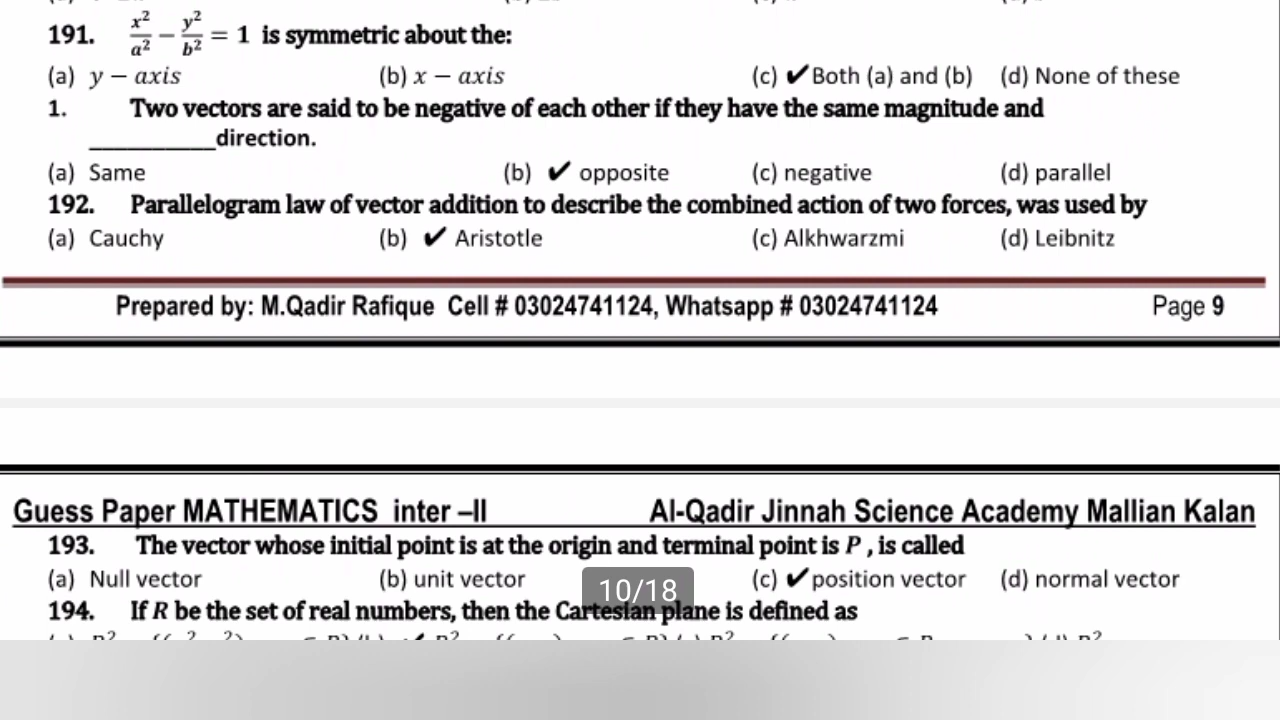 191. x²/a² − y²/b² = 1 is symmetric about the:
(a) y − axis (b) x − axis (c) ✔Both (a) and (b) (d) None of these
1. Two vectors are said to be negative of each other if they have the same magnitude and
__________direction.
(a) Same (b) ✔ opposite (c) negative (d) parallel
192. Parallelogram law of vector addition to describe the combined action of two forces, was used by
(a) Cauchy (b) ✔ Aristotle (c) Alkhwarzmi (d) Leibnitz
Prepared by: M.Qadir Rafique Cell # 03024741124, Whatsapp # 03024741124 Page 9
Guess Paper MATHEMATICS inter –II Al-Qadir Jinnah Science Academy Mallian Kalan
193. The vector whose initial point is at the origin and terminal point is P , is called
(a) Null vector (b) unit vector (c) ✔position vector (d) normal vector
10/18
194. If R be the set of real numbers, then the Cartesian plane is defined as